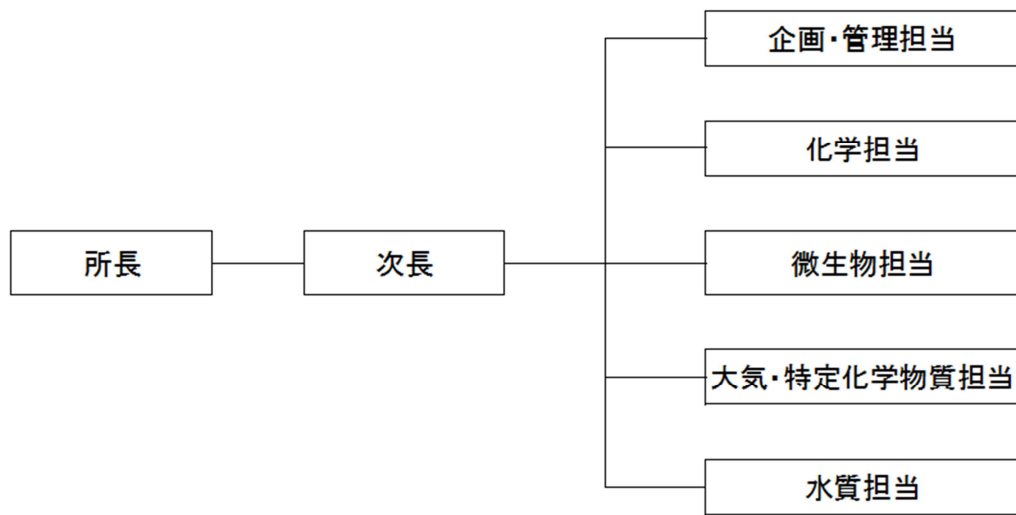 所長
次長
企画・管理担当
化学担当
微生物担当
大気・特定化学物質担当
水質担当